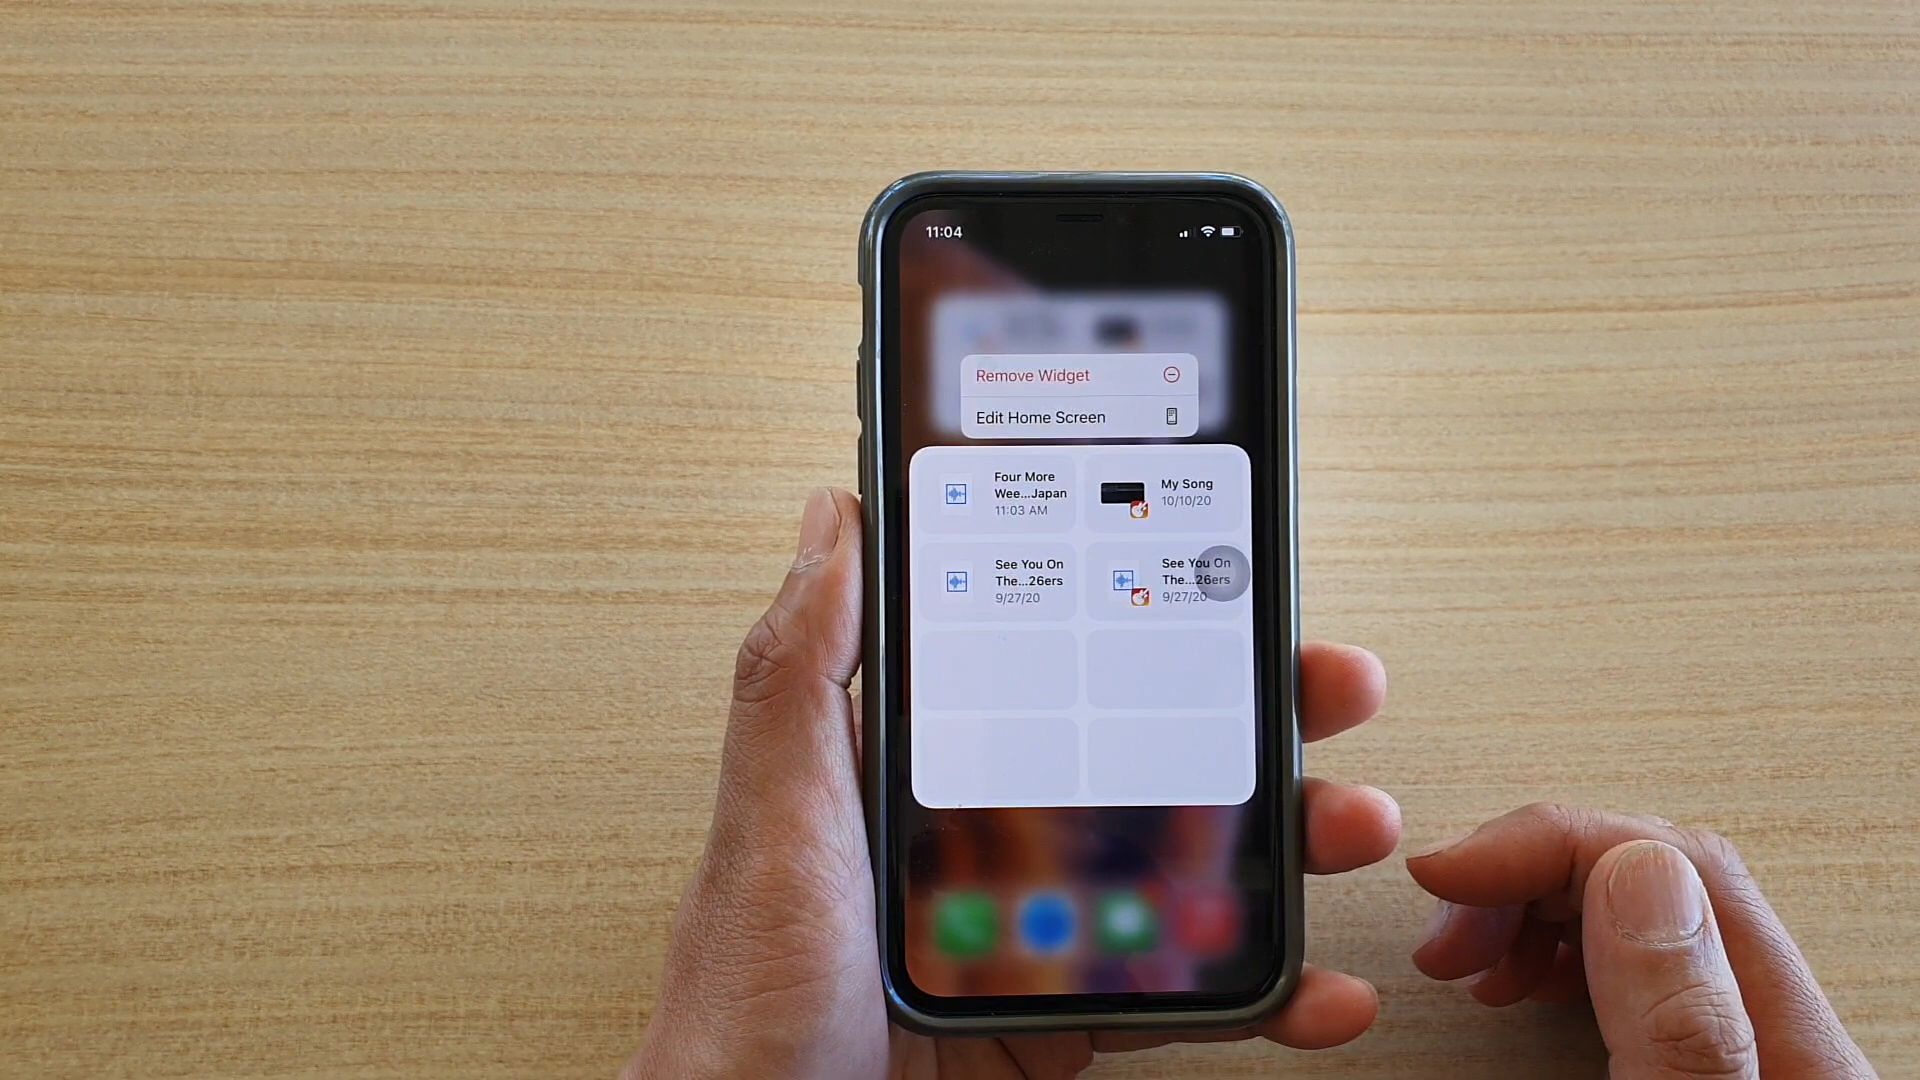 11:04
Remove Widget
Edit Home Screen
Four More
Wee...Japan
11:03 AM
My Song
10/10/20
See You On
The...26ers
9/27/20
See You On
The...26ers
9/27/20